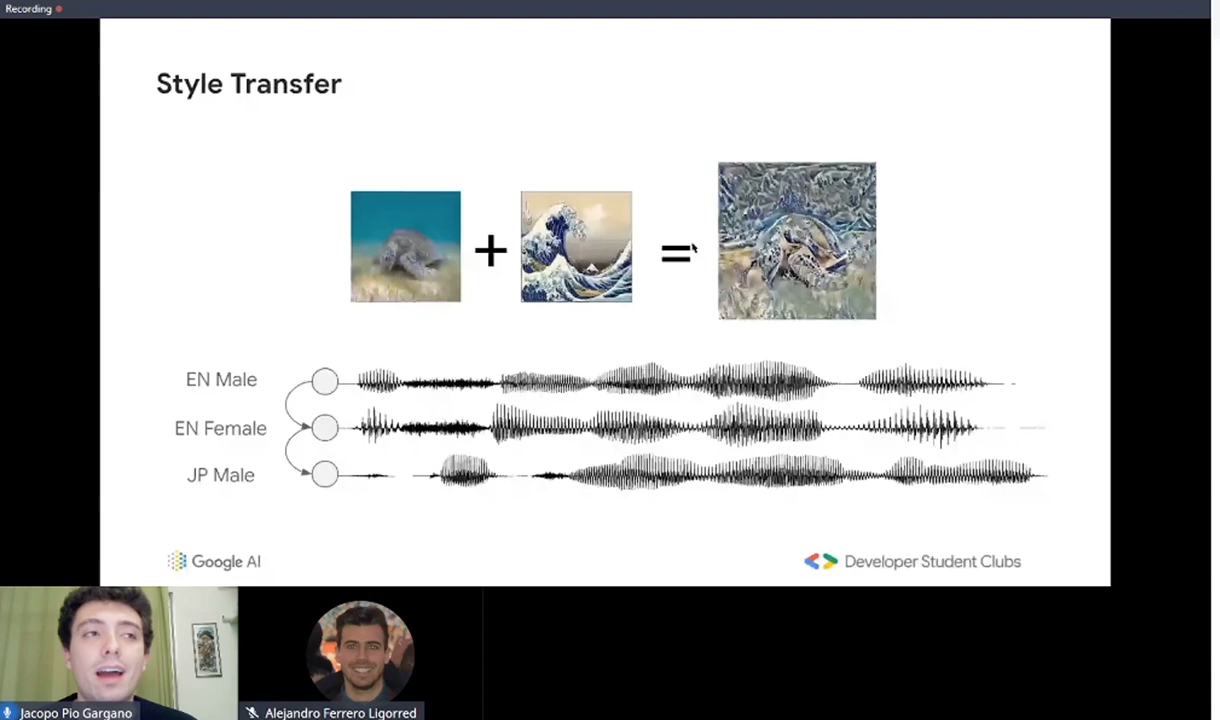 Recording
Style Transfer
+
=
EN Male
EN Female
JP Male
Google AI
Developer Student Clubs
Jacopo Pio Gargano
Alejandro Ferrero Ligorred